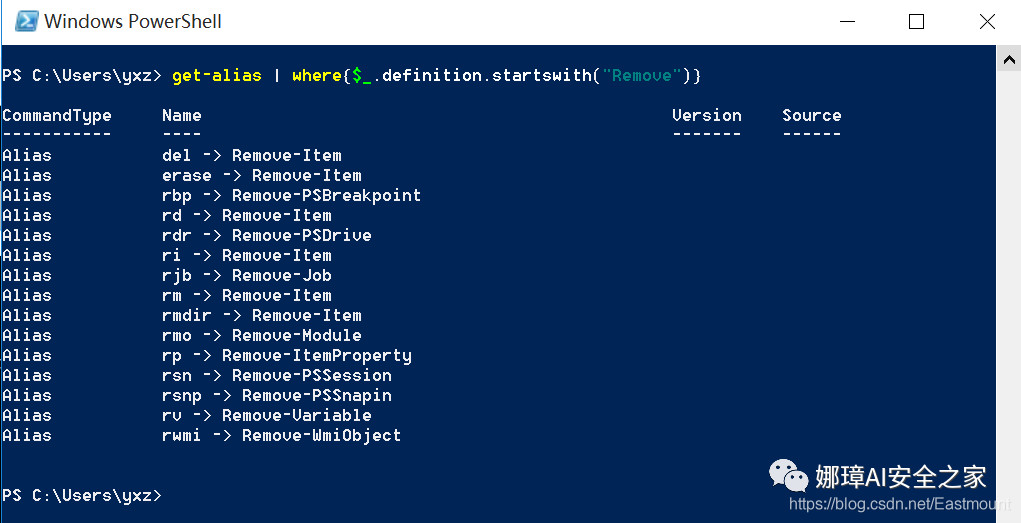 Windows PowerShell
PS C:\Users\yxz> get-alias | where{$_.definition.startswith("Remove")}
CommandType Name Version Source
----------- ---- ------- ------
Alias del -> Remove-Item
Alias erase -> Remove-Item
Alias rbp -> Remove-PSBreakpoint
Alias rd -> Remove-Item
Alias rdr -> Remove-PSDrive
Alias ri -> Remove-Item
Alias rjb -> Remove-Job
Alias rm -> Remove-Item
Alias rmdir -> Remove-Item
Alias rmo -> Remove-Module
Alias rp -> Remove-ItemProperty
Alias rsn -> Remove-PSSession
Alias rsnp -> Remove-PSSnapin
Alias rv -> Remove-Variable
Alias rwmi -> Remove-WmiObject
PS C:\Users\yxz>
娜璋AI安全之家
https://blog.csdn.net/Eastmount